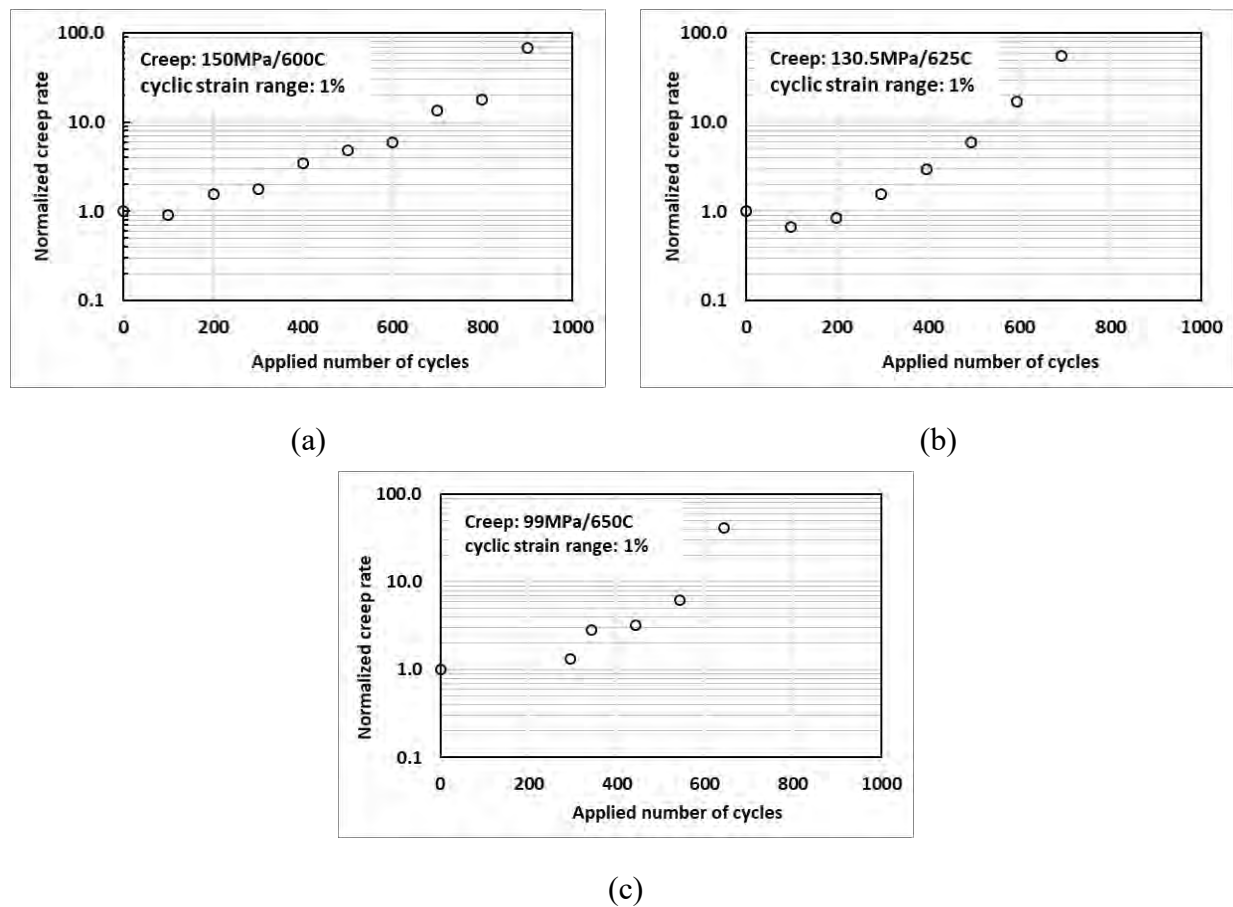 100.0
Creep: 150MPa/600C
cyclic strain range: 1%
10.0
1.0
0.1
Normalized creep rate
0 200 400 600 800 1000
Applied number of cycles
(a)
100.0
Creep: 130.5MPa/625C
cyclic strain range: 1%
10.0
1.0
0.1
Normalized creep rate
0 200 400 600 800 1000
Applied number of cycles
(b)
100.0
Creep: 99MPa/650C
cyclic strain range: 1%
10.0
1.0
0.1
Normalized creep rate
0 200 400 600 800 1000
Applied number of cycles
(c)